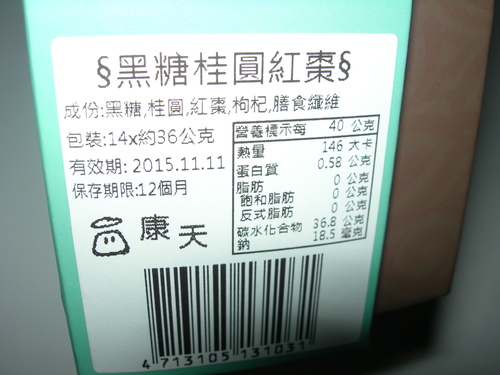 §黑糖桂圓紅棗§
成份:黑糖,桂圓,紅棗,枸杞,膳食纖維
包裝:14x約36公克
有效期: 2015.11.11
保存期限:12個月
康天
營養標示每 40 公克
熱量 146 大卡
蛋白質 0.58 公克
脂肪 0 公克
飽和脂肪 0 公克
反式脂肪 0 公克
碳水化合物 36.8 公克
鈉 18.5 毫克
4 713105 131031